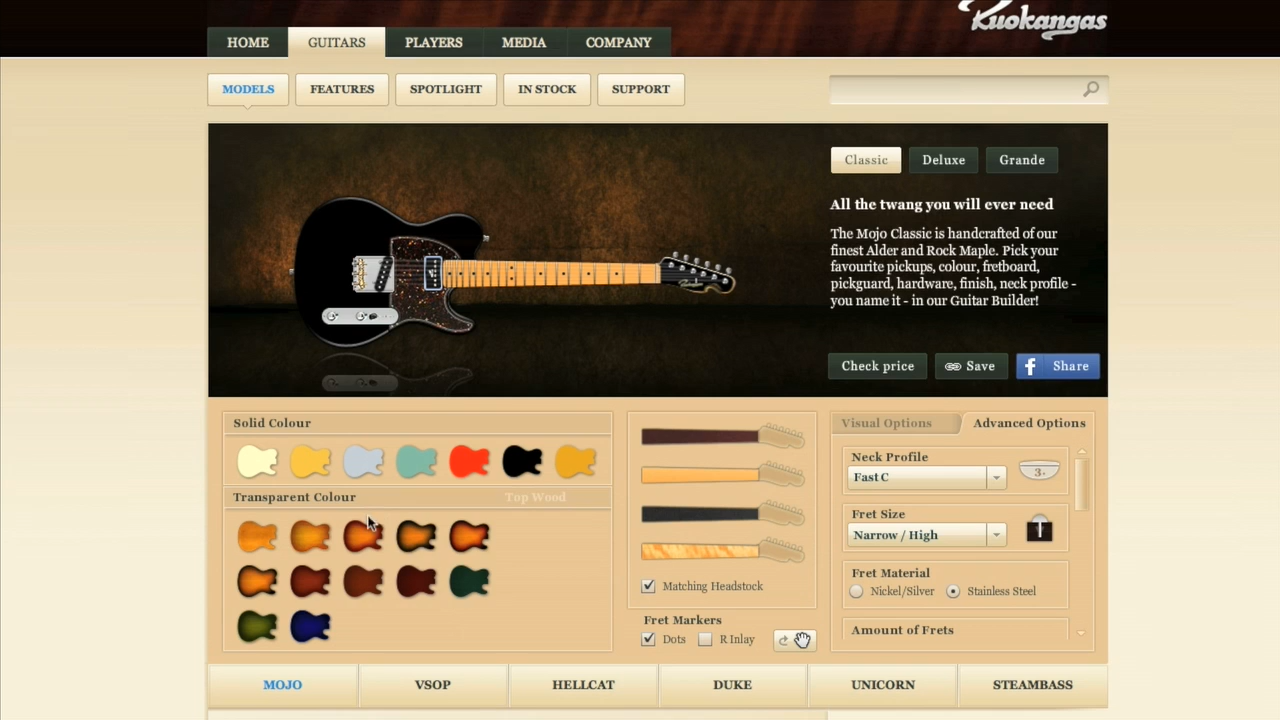 Ruokangas
HOME
GUITARS
PLAYERS
MEDIA
COMPANY
MODELS
FEATURES
SPOTLIGHT
IN STOCK
SUPPORT
Classic
Deluxe
Grande
All the twang you will ever need
The Mojo Classic is handcrafted of our
finest Alder and Rock Maple. Pick your
favourite pickups, colour, fretboard,
pickguard, hardware, finish, neck profile -
you name it - in our Guitar Builder!
Check price
Save
Share
Solid Colour
Transparent Colour
Top Wood
Matching Headstock
Fret Markers
Dots
R Inlay
Visual Options
Advanced Options
Neck Profile
Fast C
3.
Fret Size
Narrow / High
Fret Material
Nickel/Silver
Stainless Steel
Amount of Frets
MOJO
VSOP
HELLCAT
DUKE
UNICORN
STEAMBASS